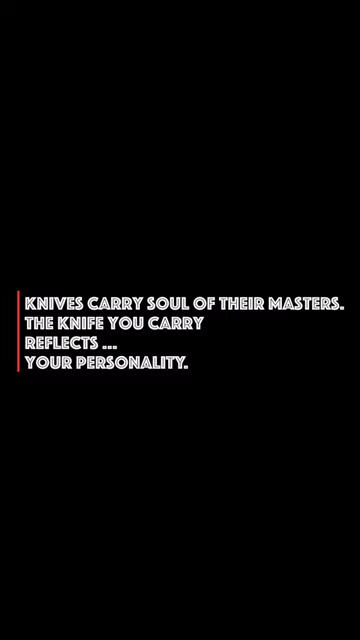 KNIVES CARRY SOUL OF THEIR MASTERS.
THE KNIFE YOU CARRY
REFLECTS ...
YOUR PERSONALITY.